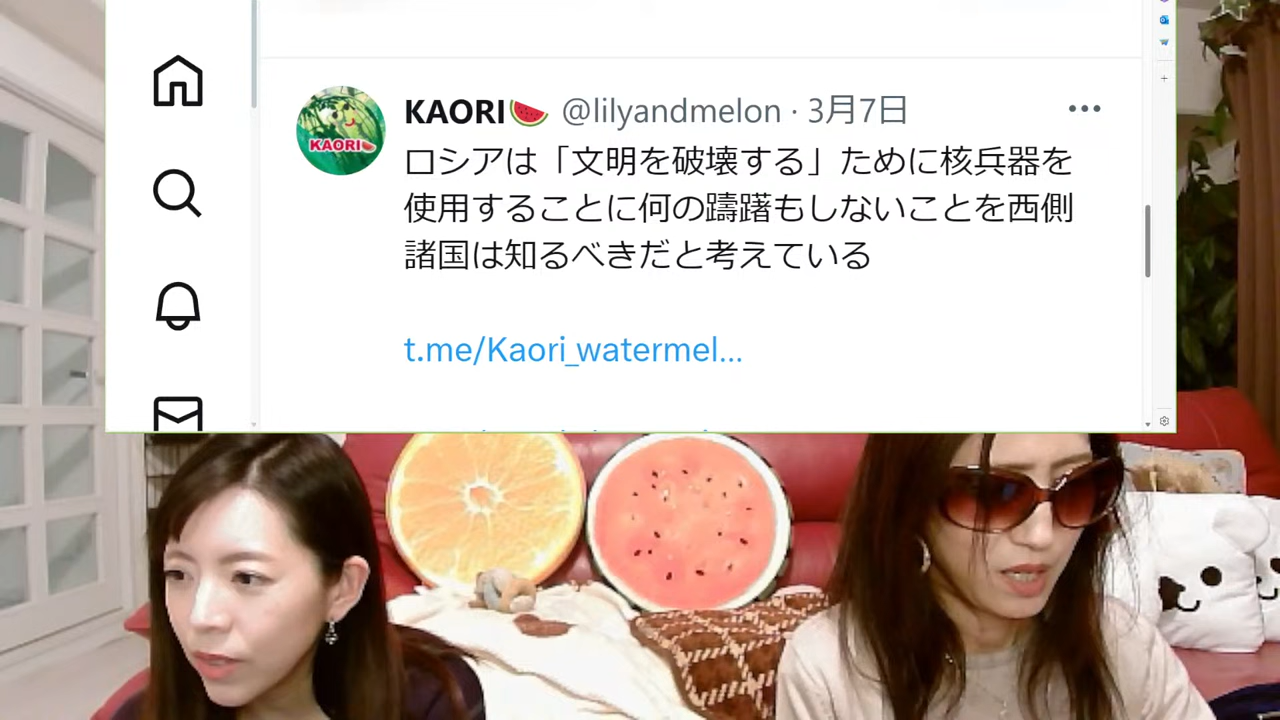 KAORI🍉 @lilyandmelon · 3月7日
KAORI
ロシアは「文明を破壊する」ために核兵器を
使用することに何の躊躇もしないことを西側
諸国は知るべきだと考えている
t.me/Kaori_watermel...